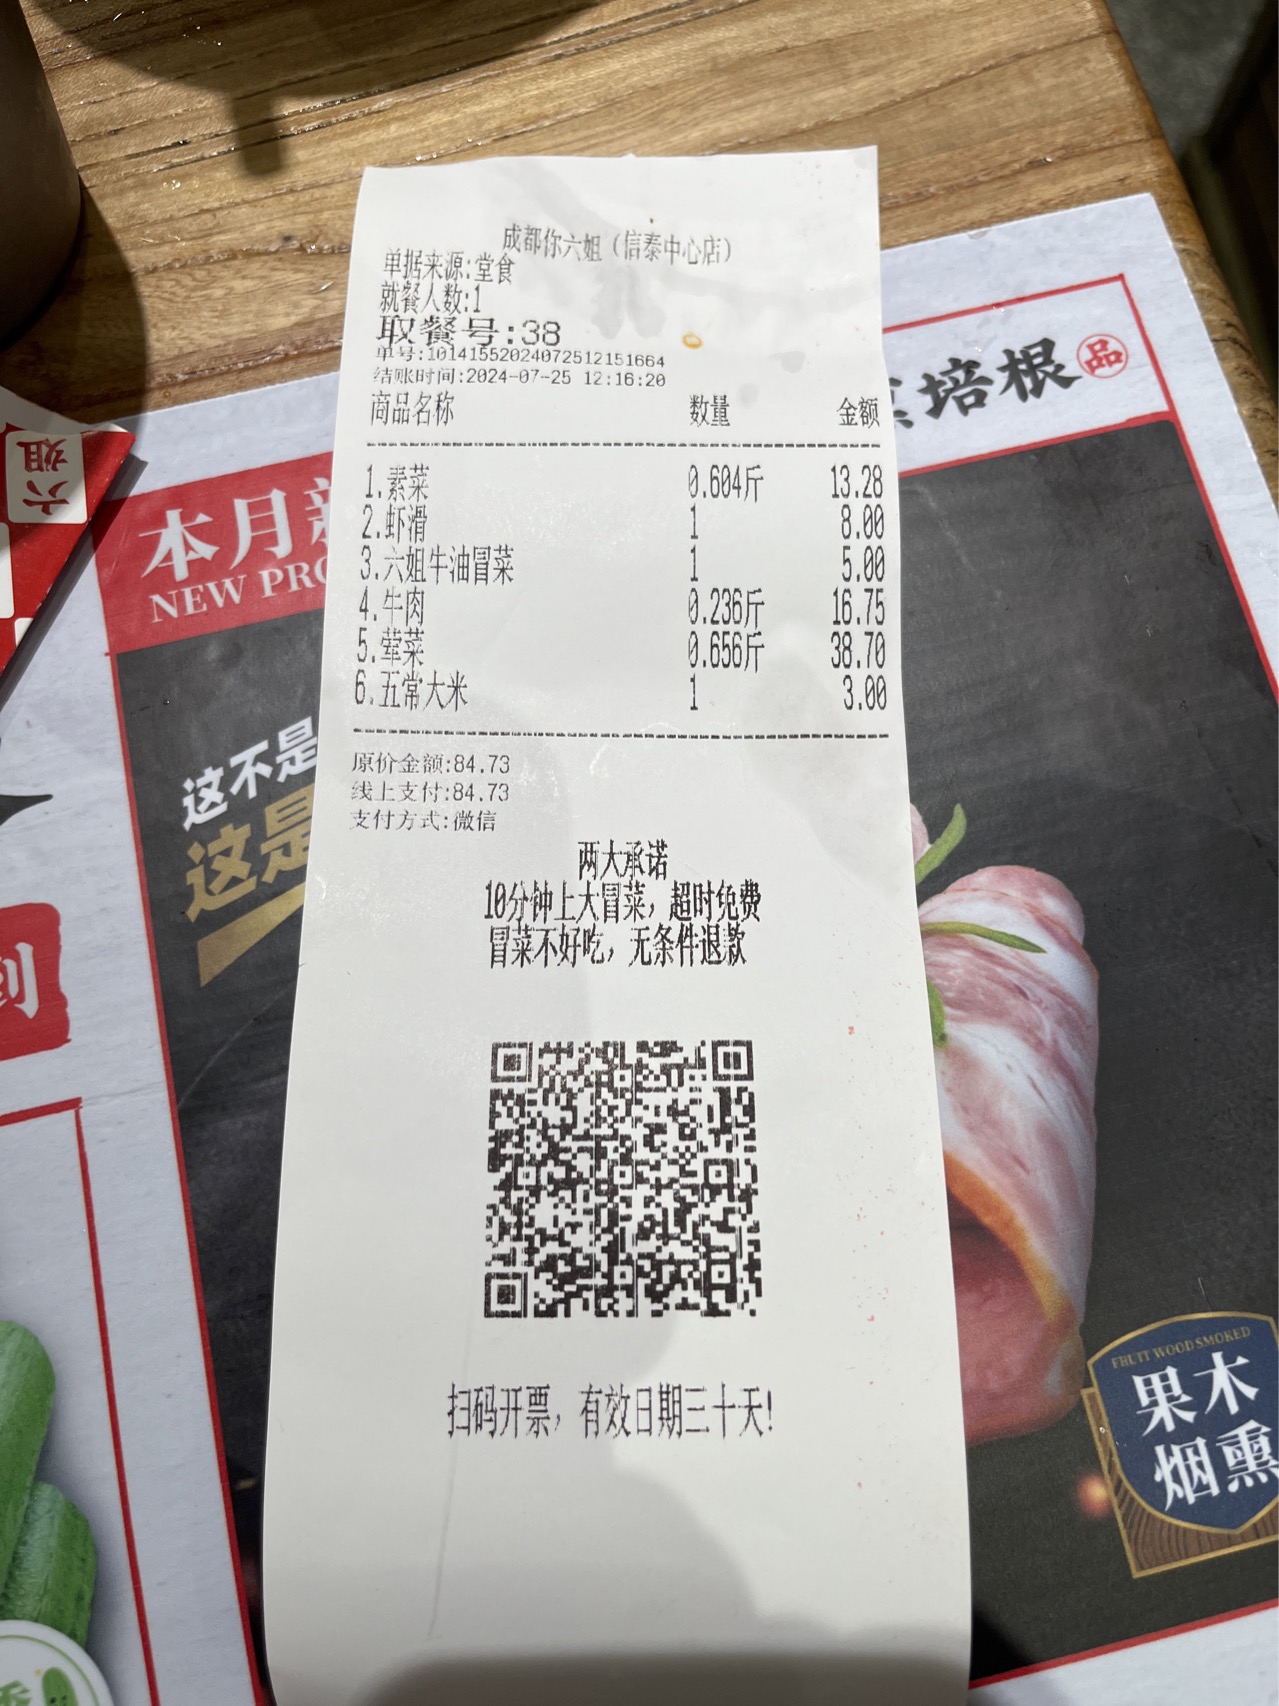 成都你六姐（信泰中心店）
单据来源:堂食
就餐人数:1
取餐号:38
单号:10141552024072512151664
结账时间:2024-07-25 12:16:20
商品名称 数量 金额
1.素菜 0.604斤 13.28
2.虾滑 1 8.00
3.六姐牛油冒菜 1 5.00
4.牛肉 0.236斤 16.75
5.荤菜 0.656斤 38.70
6.五常大米 1 3.00
原价金额:84.73
线上支付:84.73
支付方式:微信
两大承诺
10分钟上大冒菜，超时免费
冒菜不好吃，无条件退款
扫码开票，有效日期三十天!
培根
品
六姐
本月
NEW
这不是
这是
FRUIT WOOD SMOKED
果木
烟熏